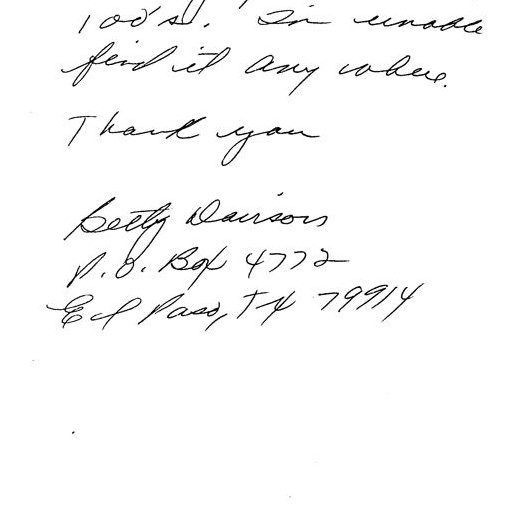 100's. I'm unable
find it any where.
Thank you
Betty Davison
P.O. Box 4772
El Paso, TX 79914